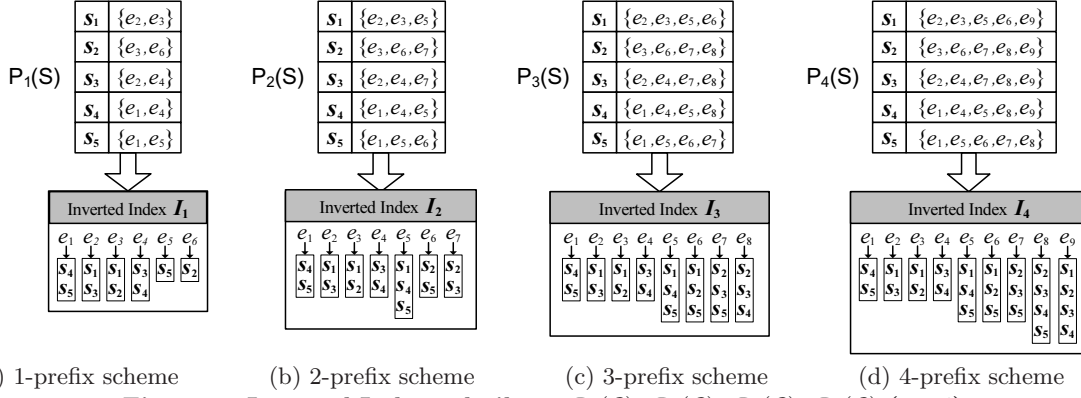 P1(S)
s1 {e2,e3}
s2 {e3,e6}
s3 {e2,e4}
s4 {e1,e4}
s5 {e1,e5}
Inverted Index I1
e1 e2 e3 e4 e5 e6
s4 s1 s1 s3 s5 s2
s5 s3 s2 s4
) 1-prefix scheme
P2(S)
s1 {e2,e3,e5}
s2 {e3,e6,e7}
s3 {e2,e4,e7}
s4 {e1,e4,e5}
s5 {e1,e5,e6}
Inverted Index I2
e1 e2 e3 e4 e5 e6 e7
s4 s1 s1 s3 s1 s2 s2
s5 s3 s2 s4 s4 s5 s3
s5
(b) 2-prefix scheme
P3(S)
s1 {e2,e3,e5,e6}
s2 {e3,e6,e7,e8}
s3 {e2,e4,e7,e8}
s4 {e1,e4,e5,e8}
s5 {e1,e5,e6,e7}
Inverted Index I3
e1 e2 e3 e4 e5 e6 e7 e8
s4 s1 s1 s3 s1 s1 s2 s2
s5 s3 s2 s4 s4 s2 s3 s3
s5 s5 s5 s4
(c) 3-prefix scheme
P4(S)
s1 {e2,e3,e5,e6,e9}
s2 {e3,e6,e7,e8,e9}
s3 {e2,e4,e7,e8,e9}
s4 {e1,e4,e5,e8,e9}
s5 {e1,e5,e6,e7,e8}
Inverted Index I4
e1 e2 e3 e4 e5 e6 e7 e8 e9
s4 s1 s1 s3 s1 s1 s2 s2 s1
s5 s3 s2 s4 s4 s2 s3 s3 s2
s5 s5 s5 s4 s3
s5 s4
(d) 4-prefix scheme